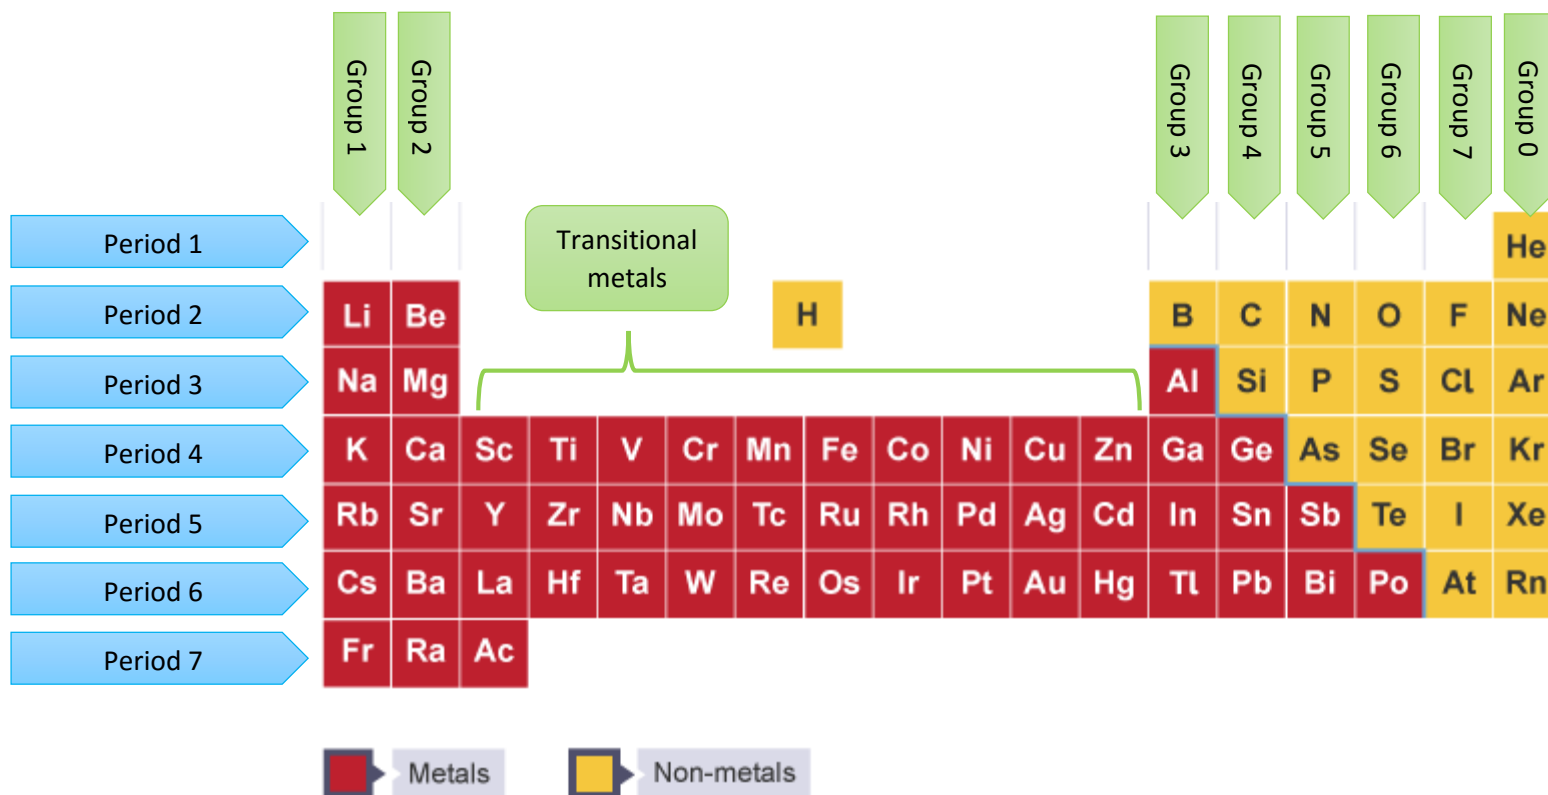 Group 1
Group 2
Group 3
Group 4
Group 5
Group 6
Group 7
Group 0
Period 1
Transitional
metals
He
Period 2
Li Be H B C N O F Ne
Period 3
Na Mg Al Si P S Cl Ar
Period 4
K Ca Sc Ti V Cr Mn Fe Co Ni Cu Zn Ga Ge As Se Br Kr
Period 5
Rb Sr Y Zr Nb Mo Tc Ru Rh Pd Ag Cd In Sn Sb Te I Xe
Period 6
Cs Ba La Hf Ta W Re Os Ir Pt Au Hg Tl Pb Bi Po At Rn
Period 7
Fr Ra Ac
Metals
Non-metals